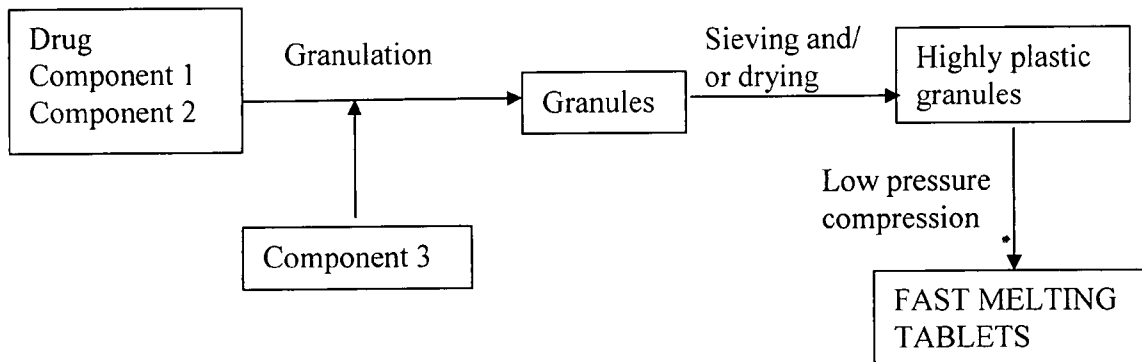 Drug
Component 1
Component 2
Granulation
Component 3
Granules
Sieving and/
or drying
Highly plastic
granules
Low pressure
compression
FAST MELTING
TABLETS